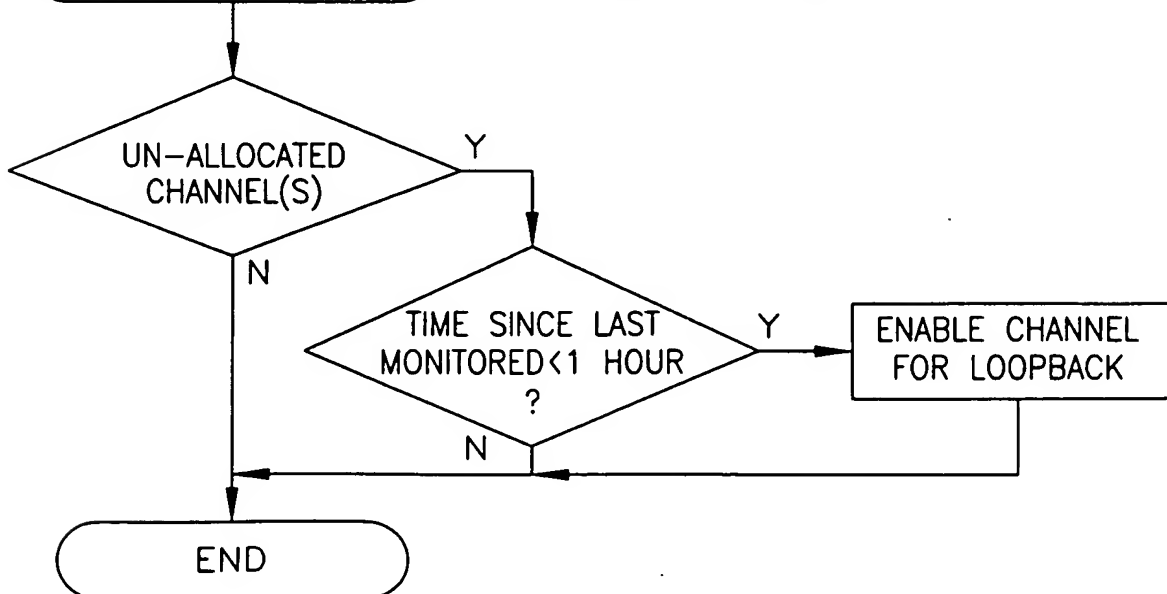 UN-ALLOCATED
CHANNEL(S)
Y
N
TIME SINCE LAST
MONITORED<1 HOUR
?
Y
N
ENABLE CHANNEL
FOR LOOPBACK
END